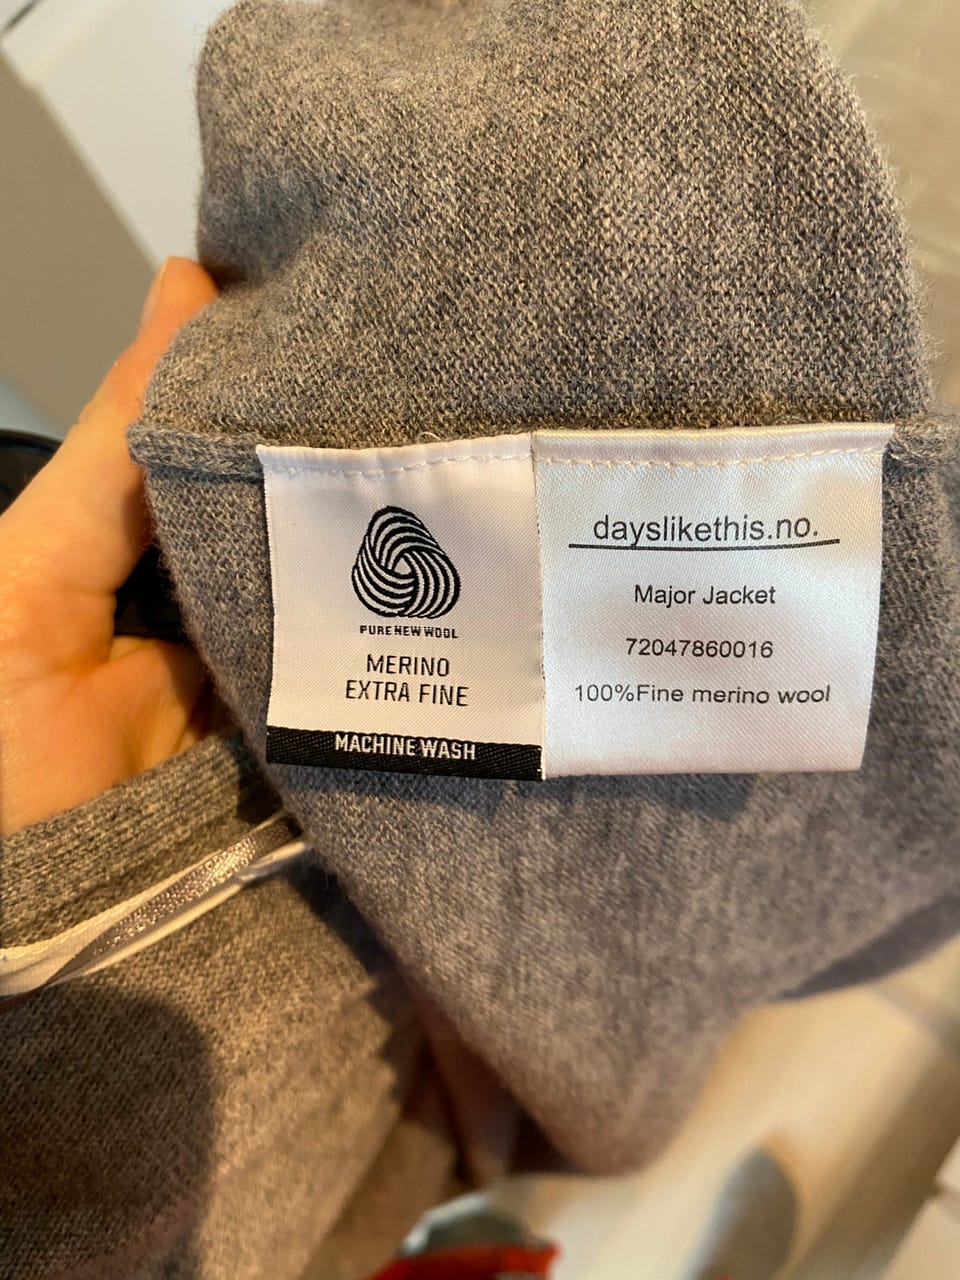 PURE NEW WOOL
MERINO
EXTRA FINE
MACHINE WASH
dayslikethis.no.
Major Jacket
72047860016
100%Fine merino wool